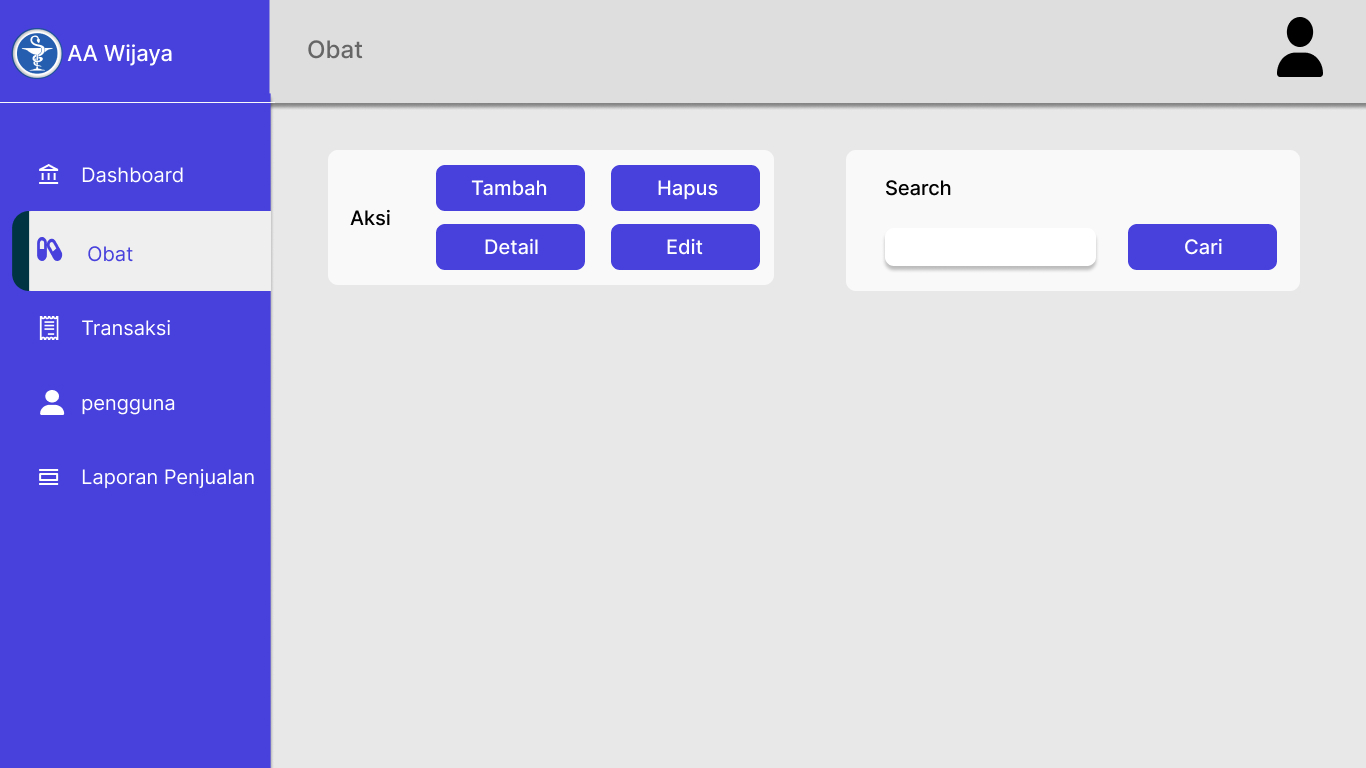 AA Wijaya
Obat
Dashboard
Obat
Transaksi
pengguna
Laporan Penjualan
Aksi
Tambah
Hapus
Detail
Edit
Search
Cari